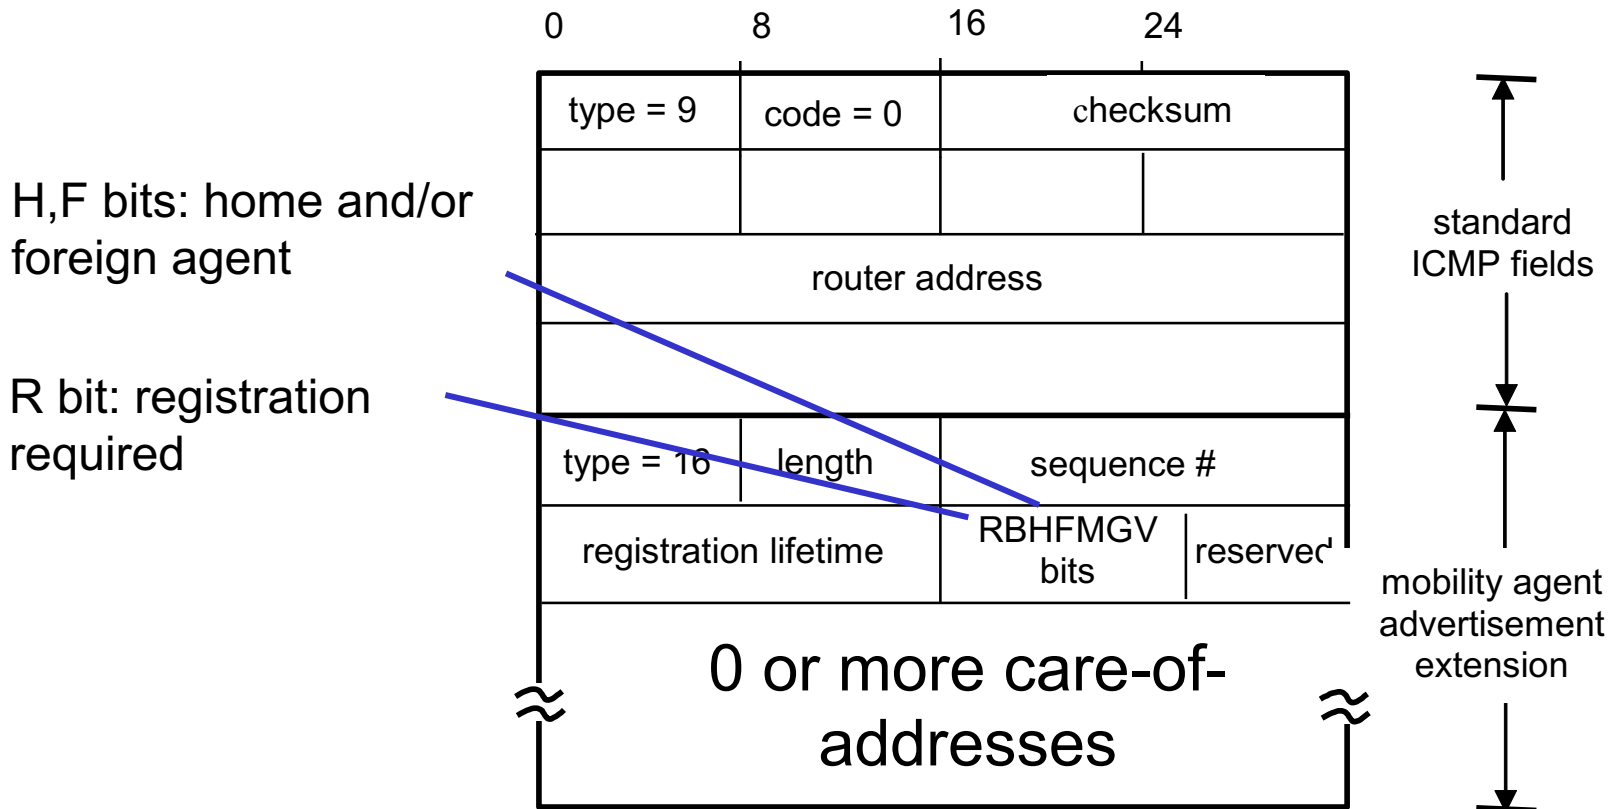 0 8 16 24
type = 9 code = 0 checksum
H,F bits: home and/or
foreign agent
standard
ICMP fields
router address
R bit: registration
required
type = 16 length sequence #
registration lifetime RBHFMGV
bits reserved
mobility agent
advertisement
extension
0 or more care-of-
addresses